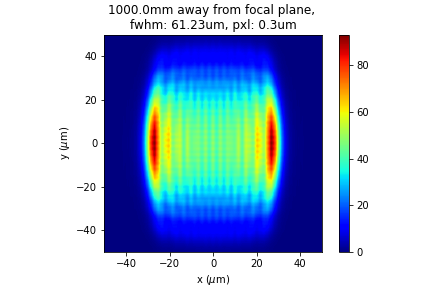 1000.0mm away from focal plane,
fwhm: 61.23um, pxl: 0.3um
40
20
0
−20
−40
y (μm)
−40 −20 0 20 40
x (μm)
80
60
40
20
0